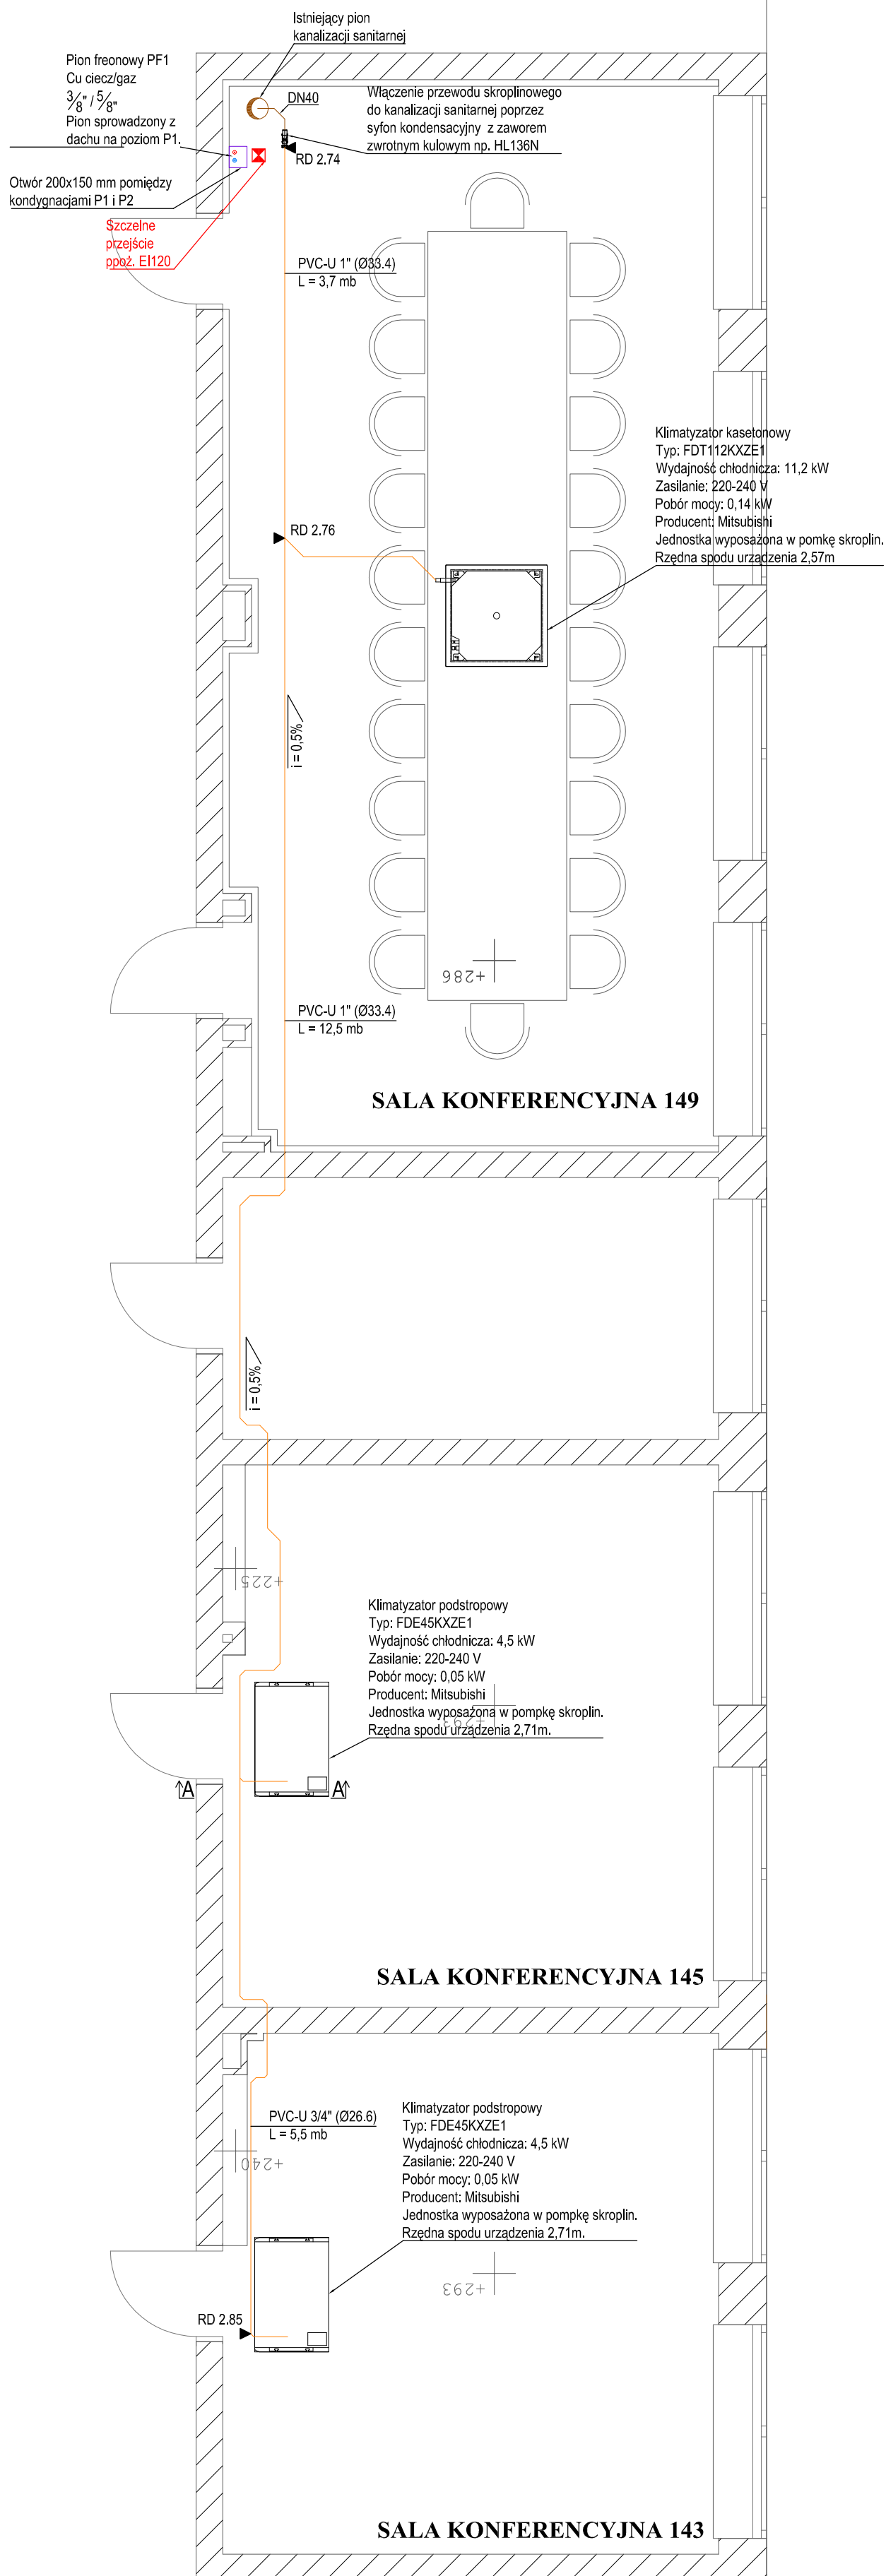 Istniejący pion
kanalizacji sanitarnej
Pion freonowy PF1
Cu ciecz/gaz
3/8" / 5/8"
Pion sprowadzony z
dachu na poziom P1.
DN40
Włączenie przewodu skroplinowego
do kanalizacji sanitarnej poprzez
syfon kondensacyjny z zaworem
zwrotnym kulowym np. HL136N
RD 2.74
Otwór 200x150 mm pomiędzy
kondygnacjami P1 i P2
Szczelne
przejście
ppoż. EI120
PVC-U 1" (Ø33.4)
L = 3,7 mb
Klimatyzator kasetonowy
Typ: FDT112KXZE1
Wydajność chłodnicza: 11,2 kW
Zasilanie: 220-240 V
Pobór mocy: 0,14 kW
Producent: Mitsubishi
Jednostka wyposażona w pomkę skroplin.
Rzędna spodu urządzenia 2,57m
RD 2.76
i = 0,5%
+286
PVC-U 1" (Ø33.4)
L = 12,5 mb
SALA KONFERENCYJNA 149
i = 0,5%
+225
Klimatyzator podstropowy
Typ: FDE45KXZE1
Wydajność chłodnicza: 4,5 kW
Zasilanie: 220-240 V
Pobór mocy: 0,05 kW
Producent: Mitsubishi
Jednostka wyposażona w pompkę skroplin.
Rzędna spodu urządzenia 2,71m.
+293
A A
SALA KONFERENCYJNA 145
PVC-U 3/4" (Ø26.6)
L = 5,5 mb
+240
Klimatyzator podstropowy
Typ: FDE45KXZE1
Wydajność chłodnicza: 4,5 kW
Zasilanie: 220-240 V
Pobór mocy: 0,05 kW
Producent: Mitsubishi
Jednostka wyposażona w pompkę skroplin.
Rzędna spodu urządzenia 2,71m.
+293
RD 2.85
SALA KONFERENCYJNA 143